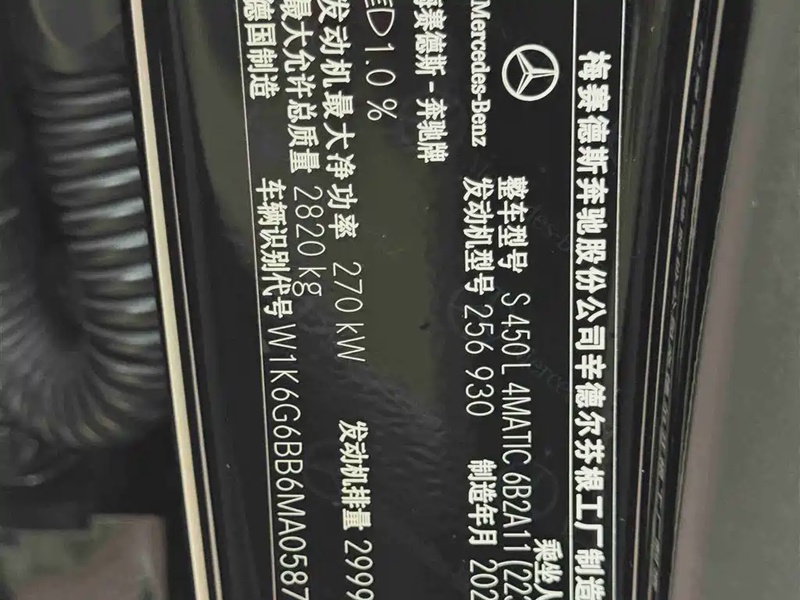 梅赛德斯奔驰股份公司辛德尔芬根工厂制造
Mercedes-Benz
整车型号 S 450 L 4MATIC 6B2A11 (223
乘坐人
发动机型号 256 930
制造年月 202
梅赛德斯-奔驰牌
1.0 %
发动机最大净功率 270 kW
发动机排量 2999
最大允许总质量 2820 kg
德国制造
车辆识别代号 W1K6G6BB6MA0587